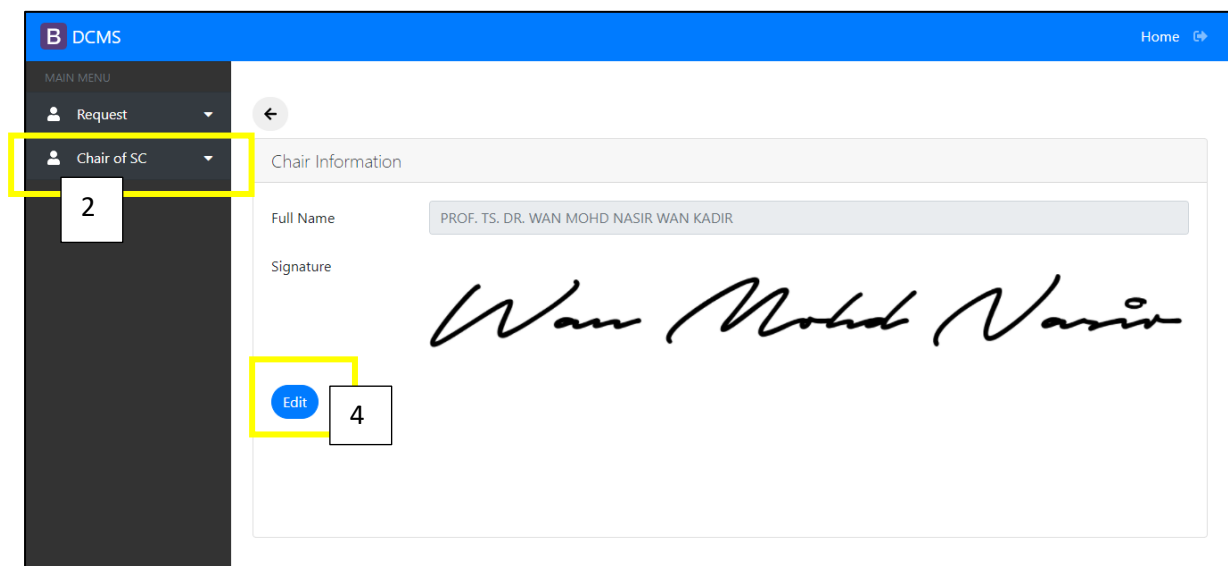 B DCMS Home
MAIN MENU
Request
Chair of SC
2
Chair Information
Full Name PROF. TS. DR. WAN MOHD NASIR WAN KADIR
Signature
Wan Mohd Nasir
Edit
4